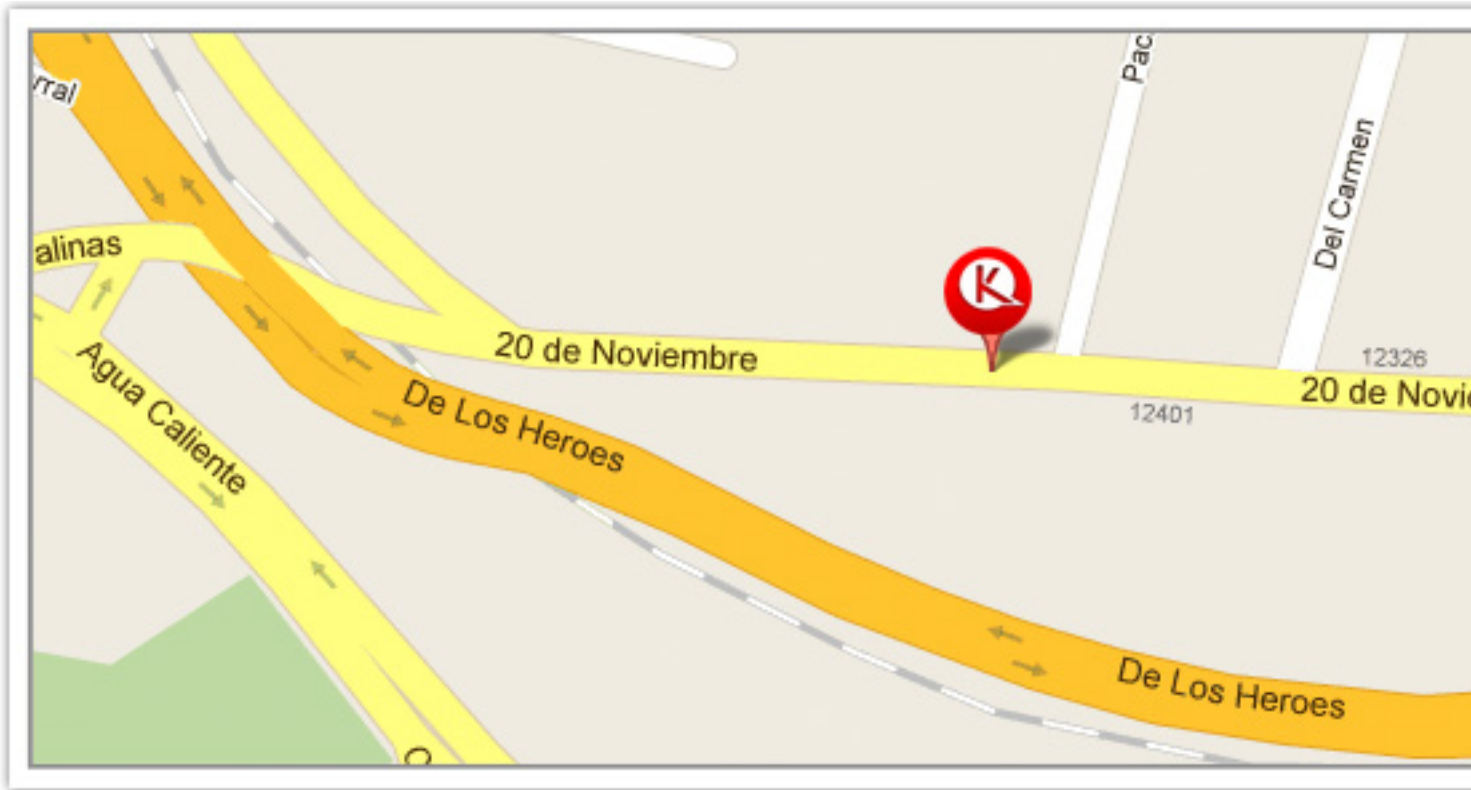 Pac
rral
Del Carmen
alinas
K
20 de Noviembre
12326
Agua Caliente
De Los Heroes
20 de Novie
12401
De Los Heroes